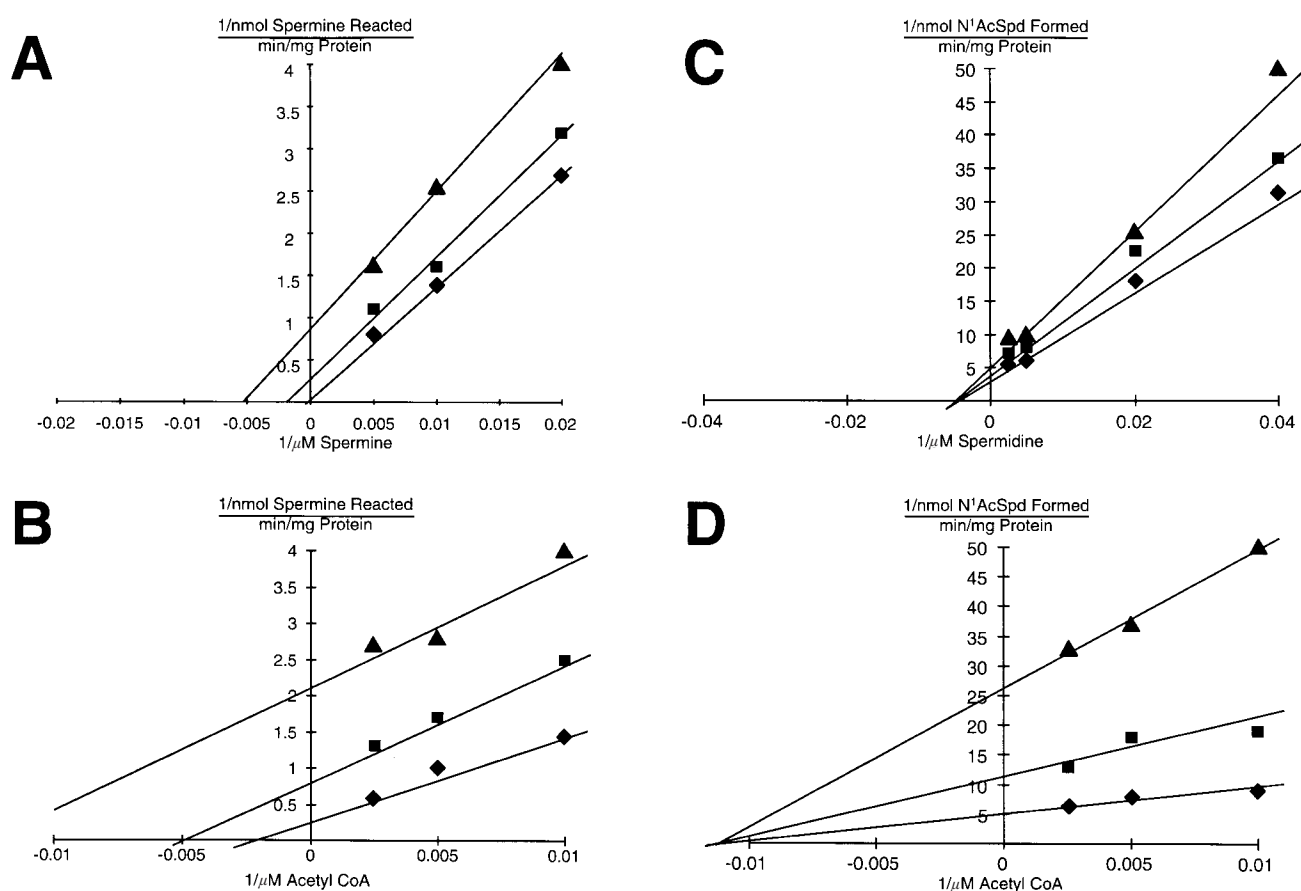 A
1/nmol Spermine Reacted
min/mg Protein
4
3.5
3
2.5
2
1.5
1
0.5
-0.02 -0.015 -0.01 -0.005 0 0.005 0.01 0.015 0.02
1/μM Spermine
C
1/nmol N¹AcSpd Formed
min/mg Protein
50
45
40
35
30
25
20
15
10
5
-0.04 -0.02 0 0.02 0.04
1/μM Spermidine
B
1/nmol Spermine Reacted
min/mg Protein
4
3.5
3
2.5
2
1.5
1
0.5
-0.01 -0.005 0 0.005 0.01
1/μM Acetyl CoA
D
1/nmol N¹AcSpd Formed
min/mg Protein
50
45
40
35
30
25
20
15
10
5
-0.01 -0.005 0 0.005 0.01
1/μM Acetyl CoA